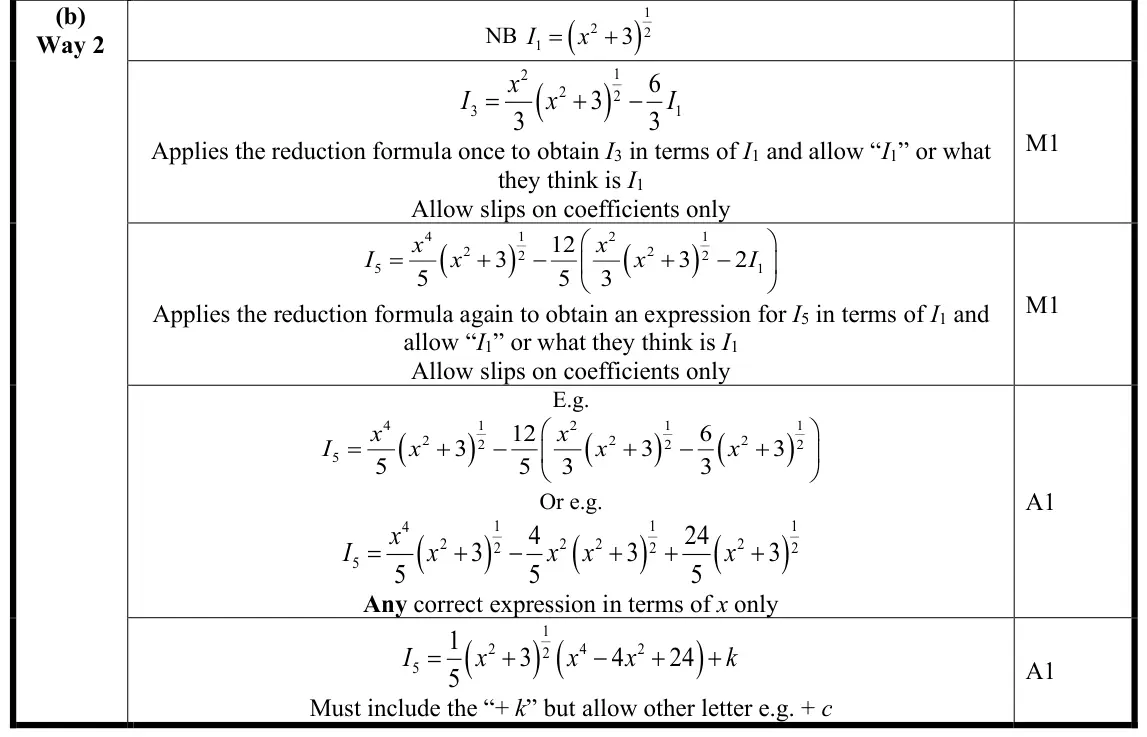 (b)
Way 2
NB I₁ = (x² + 3)^(1/2)
I₃ = x²/3 (x² + 3)^(1/2) − 6/3 I₁
Applies the reduction formula once to obtain I₃ in terms of I₁ and allow “I₁” or what
they think is I₁
Allow slips on coefficients only
M1
I₅ = x⁴/5 (x² + 3)^(1/2) − 12/5 (x²/3 (x² + 3)^(1/2) − 2I₁)
Applies the reduction formula again to obtain an expression for I₅ in terms of I₁ and
allow “I₁” or what they think is I₁
Allow slips on coefficients only
M1
E.g.
I₅ = x⁴/5 (x² + 3)^(1/2) − 12/5 (x²/3 (x² + 3)^(1/2) − 6/3 (x² + 3)^(1/2))
Or e.g.
I₅ = x⁴/5 (x² + 3)^(1/2) − 4/5 x² (x² + 3)^(1/2) + 24/5 (x² + 3)^(1/2)
Any correct expression in terms of x only
A1
I₅ = 1/5 (x² + 3)^(1/2) (x⁴ − 4x² + 24) + k
Must include the “+ k” but allow other letter e.g. + c
A1